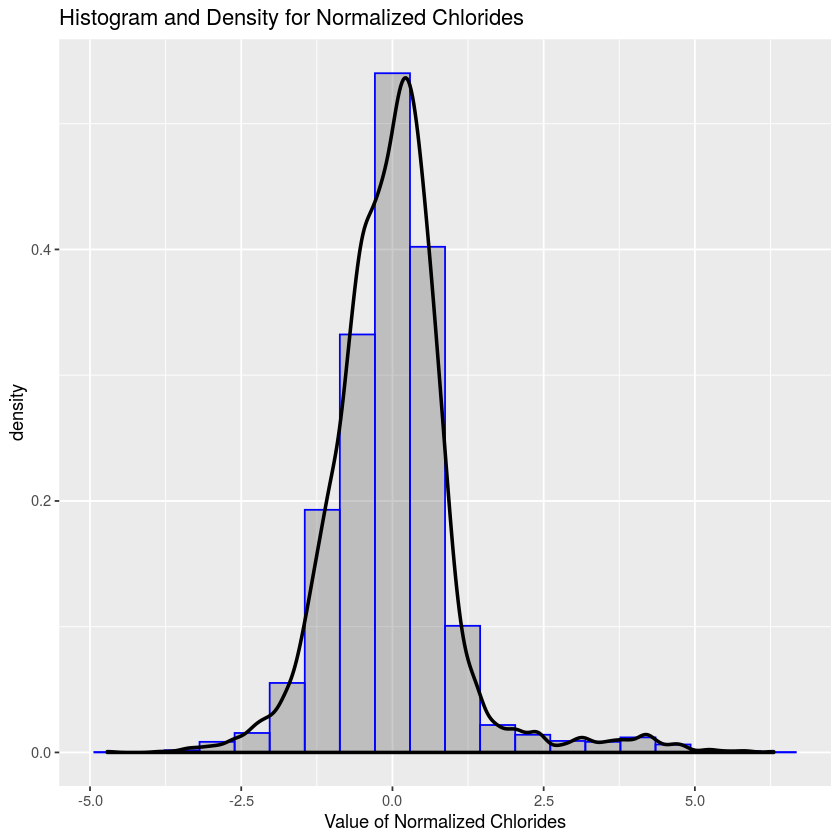 Histogram and Density for Normalized Chlorides
density
0.4
0.2
0.0
-5.0 -2.5 0.0 2.5 5.0
Value of Normalized Chlorides